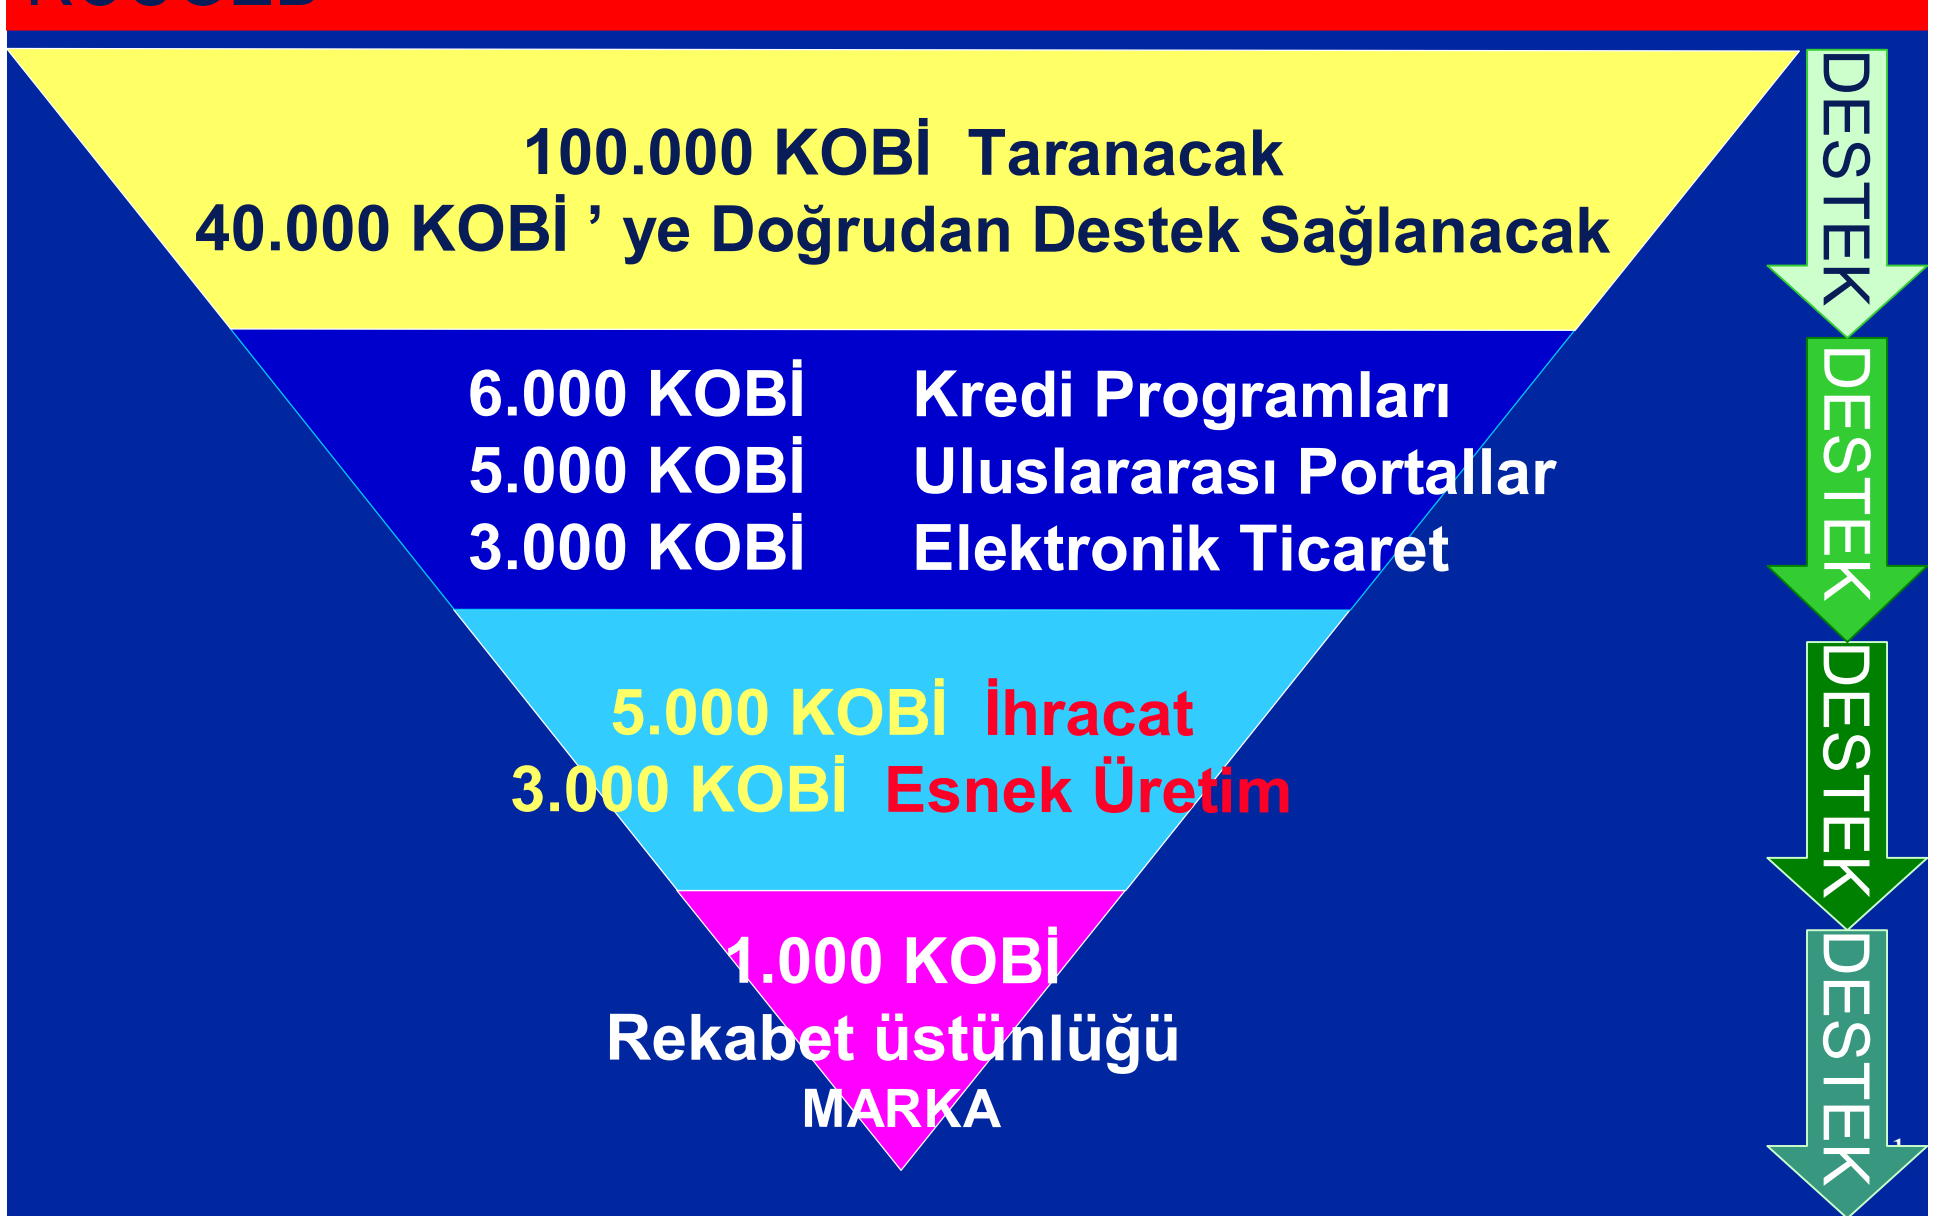 100.000 KOBİ Taranacak
40.000 KOBİ ’ ye Doğrudan Destek Sağlanacak
6.000 KOBİ Kredi Programları
5.000 KOBİ Uluslararası Portallar
3.000 KOBİ Elektronik Ticaret
5.000 KOBİ İhracat
3.000 KOBİ Esnek Üretim
1.000 KOBİ
Rekabet üstünlüğü
MARKA
DESTEK
DESTEK
DESTEK
DESTEK